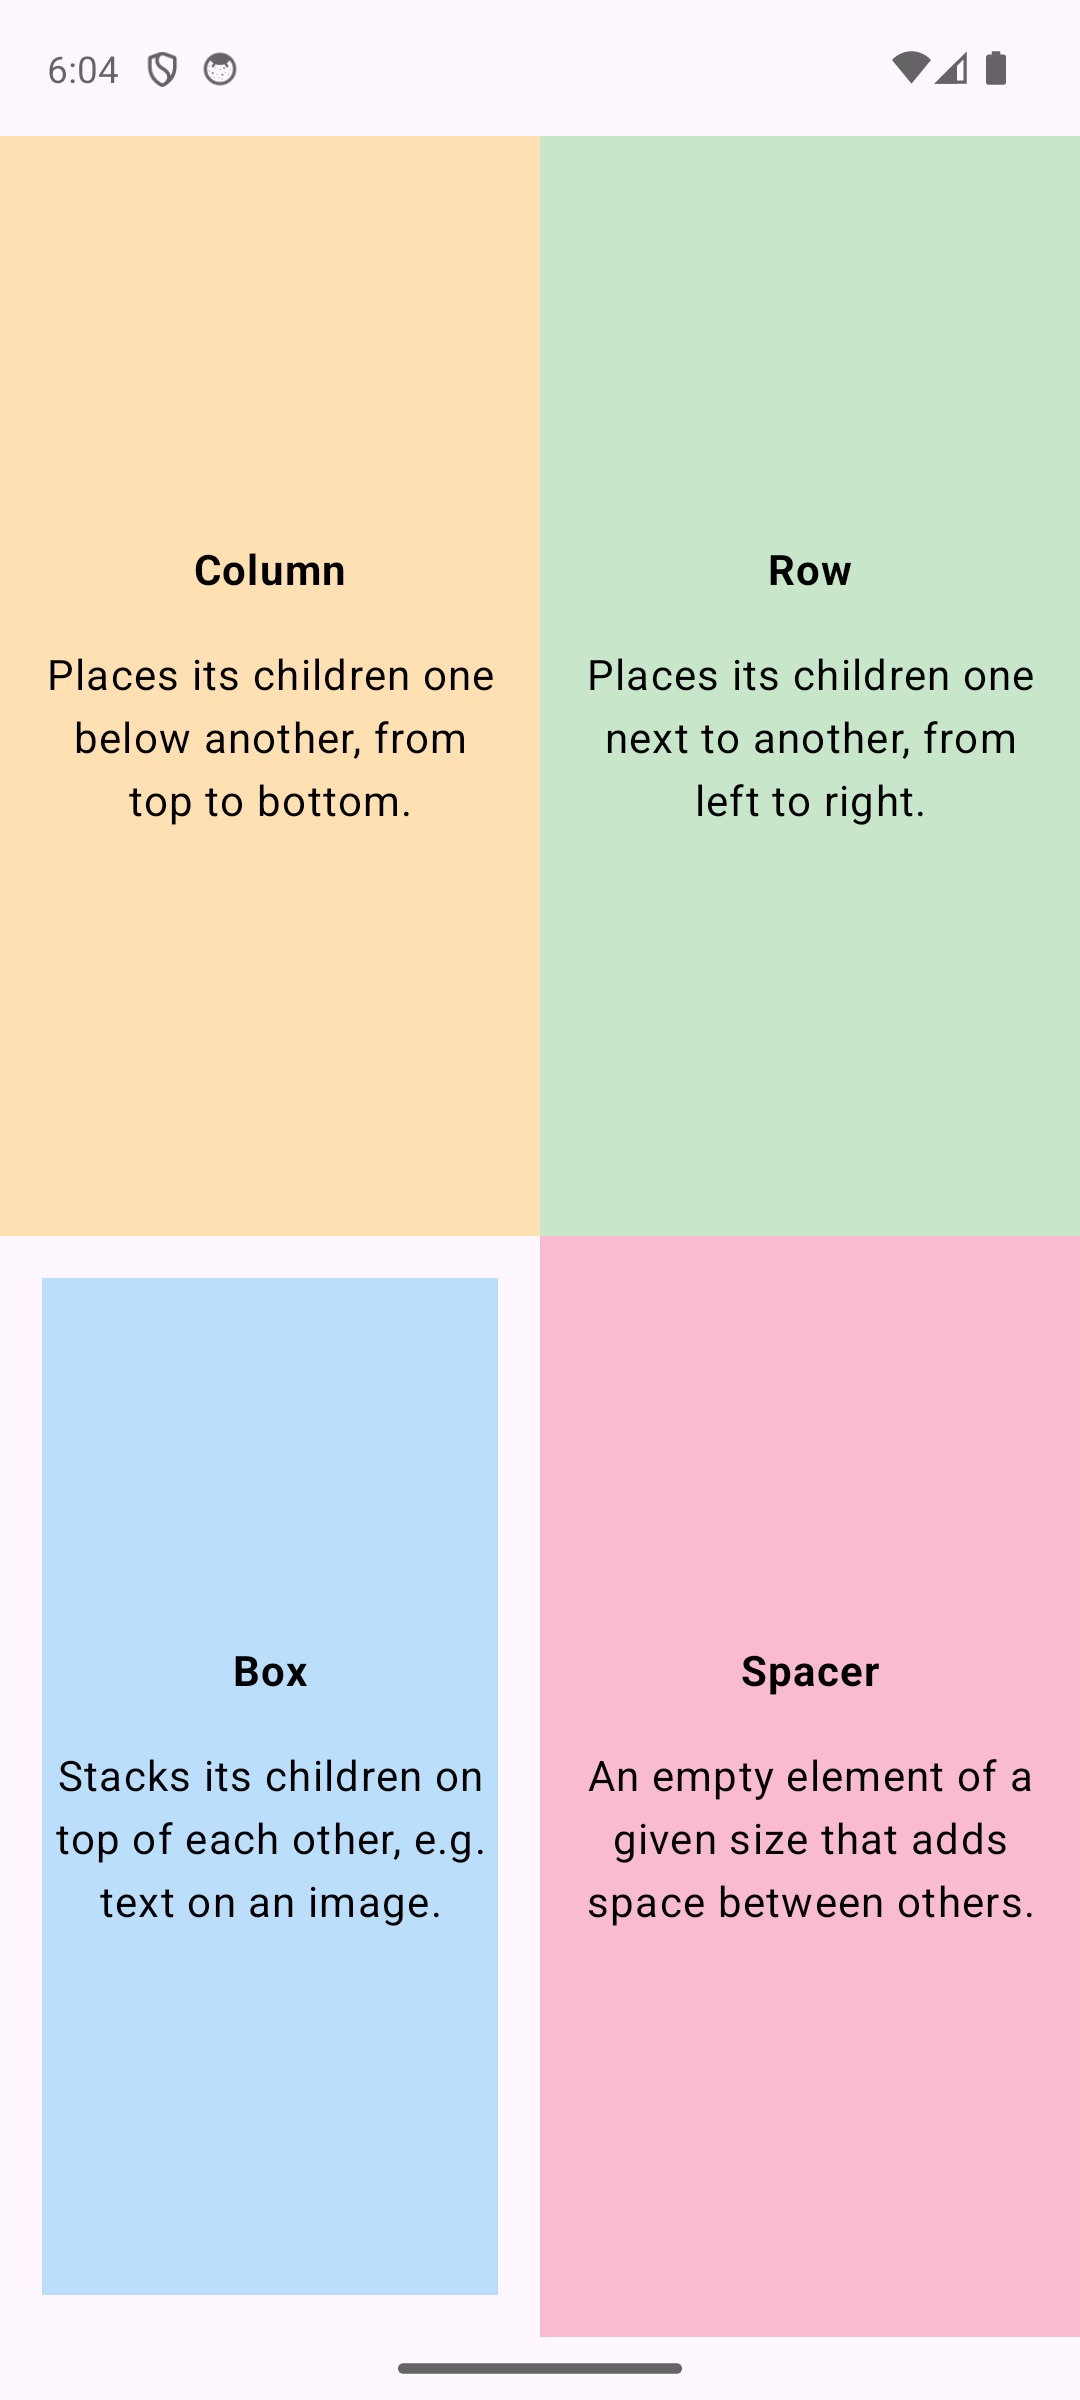 6:04
Column
Places its children one
below another, from
top to bottom.
Row
Places its children one
next to another, from
left to right.
Box
Stacks its children on
top of each other, e.g.
text on an image.
Spacer
An empty element of a
given size that adds
space between others.